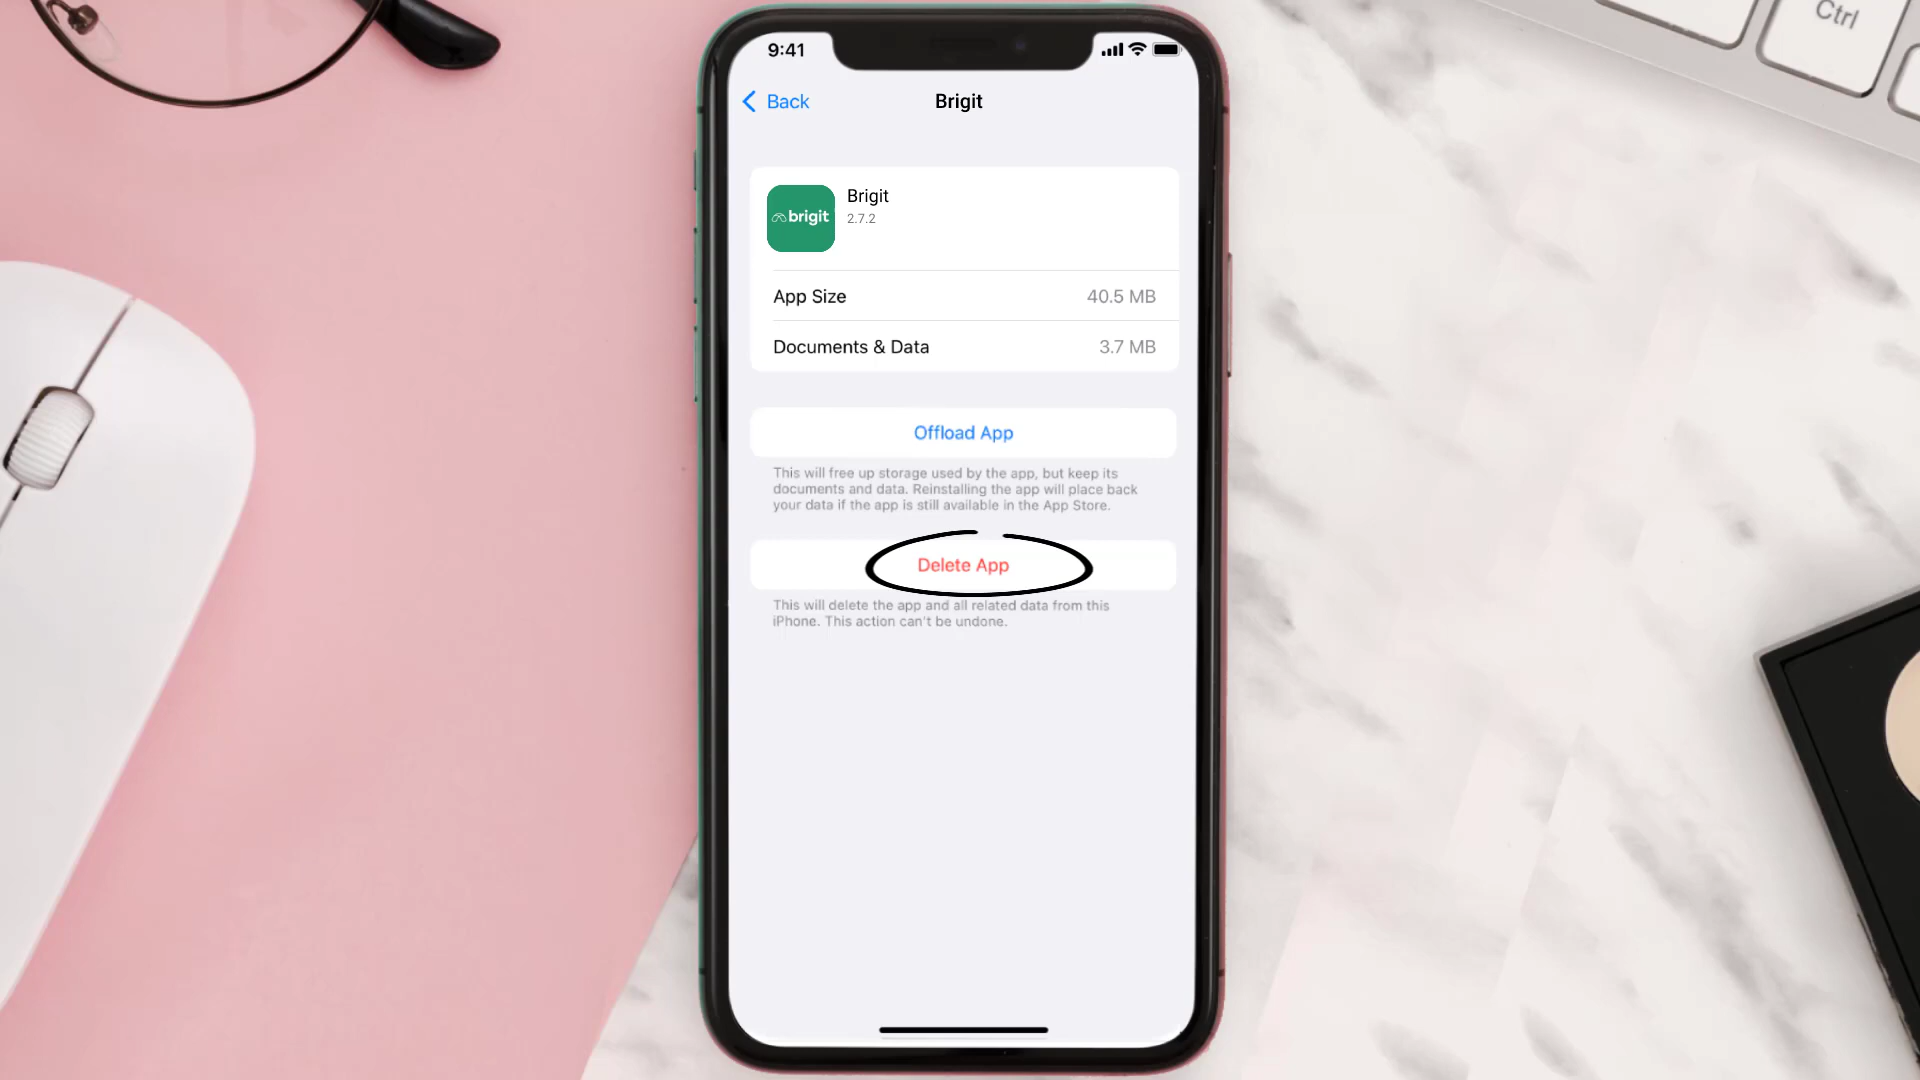 Ctrl
9:41
Back
Brigit
brigit
Brigit
2.7.2
App Size
40.5 MB
Documents & Data
3.7 MB
Offload App
This will free up storage used by the app, but keep its
documents and data. Reinstalling the app will place back
your data if the app is still available in the App Store.
Delete App
This will delete the app and all related data from this
iPhone. This action can't be undone.